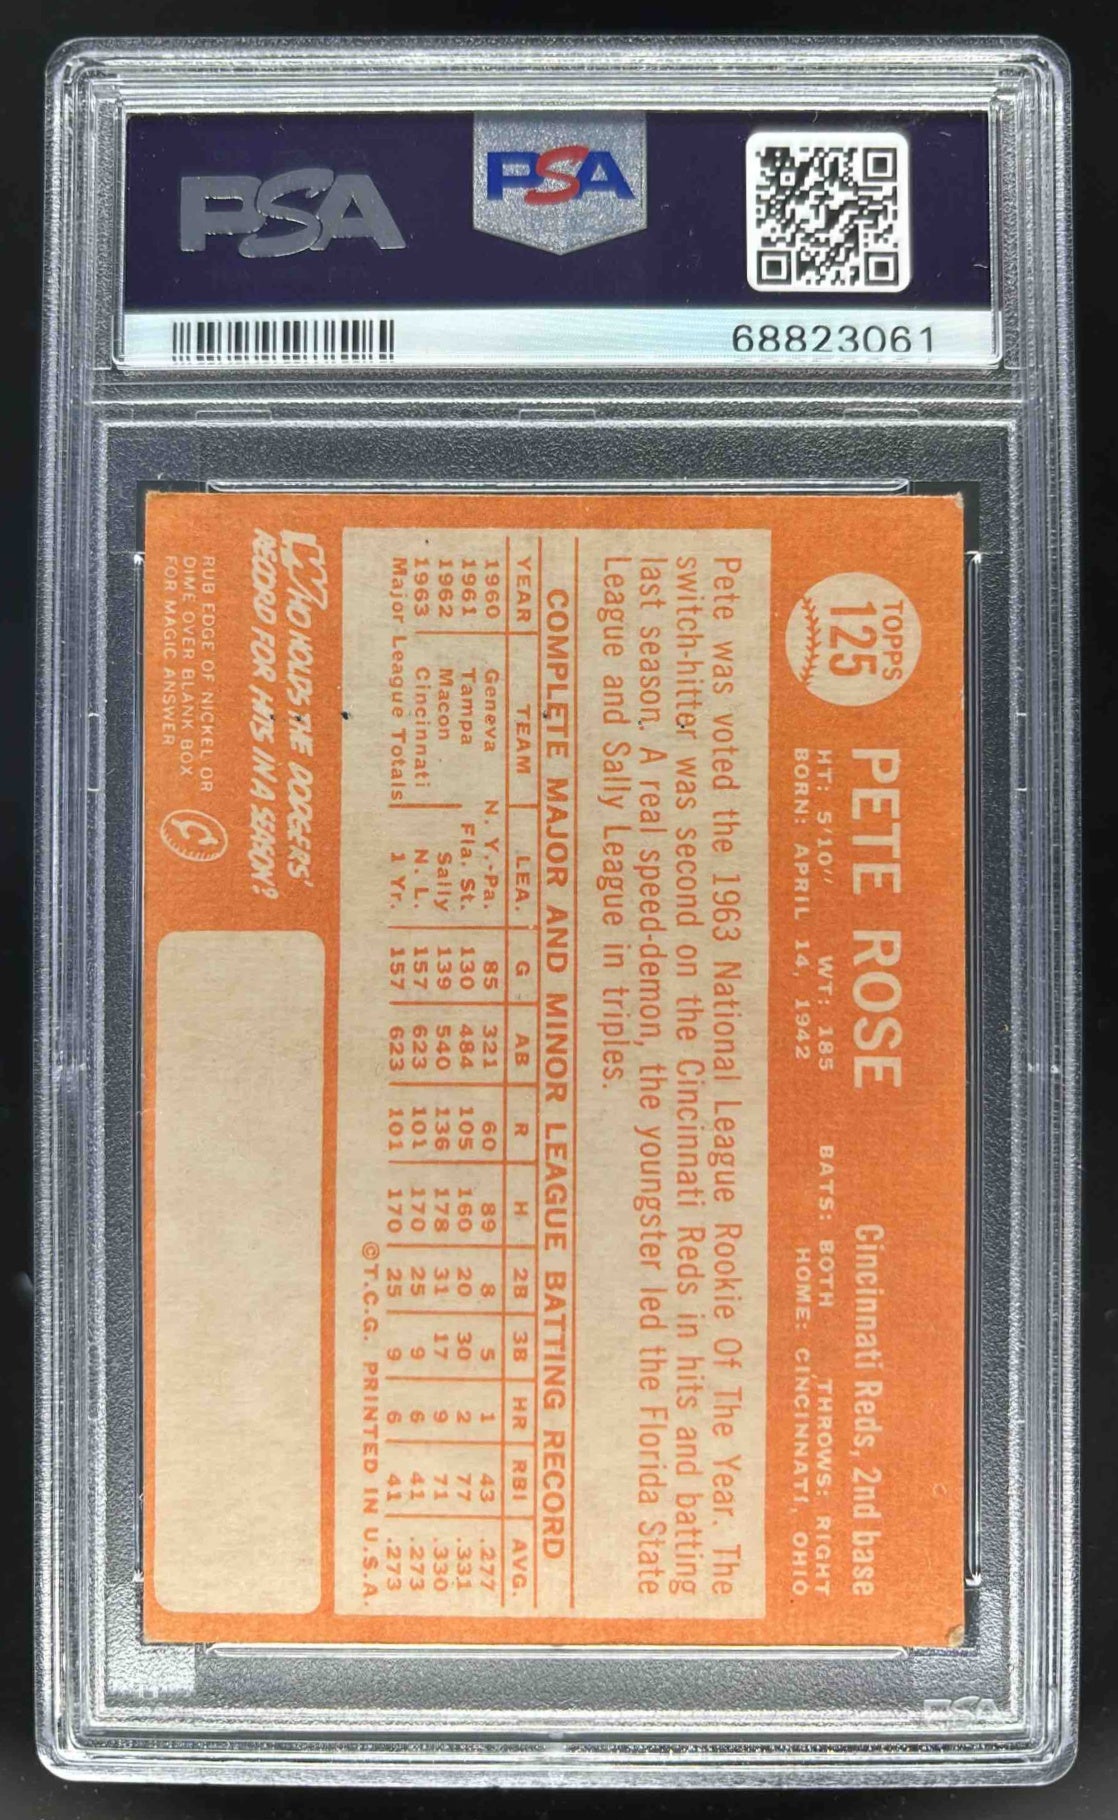 PSA
PSA
68823061
TOPPS
125
PETE ROSE
Cincinnati Reds, 2nd base
HT: 5'10" WT: 185 BATS: BOTH THROWS: RIGHT
BORN: APRIL 14, 1942 HOME: CINCINNATI, OHIO
Pete was voted the 1963 National League Rookie Of The Year. The
switch-hitter was second on the Cincinnati Reds in hits and batting
last season. A real speed-demon, the youngster led the Florida State
League and Sally League in triples.
COMPLETE MAJOR AND MINOR LEAGUE BATTING RECORD
YEAR TEAM LEA. G AB R H 2B 3B HR RBI AVG.
1960 Geneva N. Y.-Pa. 85 321 60 89 8 5 1 43 .277
1961 Tampa Fla. St. 130 484 105 160 20 30 2 77 .331
1962 Macon Sally 139 540 136 178 31 17 9 71 .330
1963 Cincinnati N. L. 157 623 101 170 25 9 6 41 .273
Major League Totals 1 Yr. 157 623 101 170 25 9 6 41 .273
©T.C.G. PRINTED IN U.S.A.
WHO HOLDS THE DODGERS'
RECORD FOR HITS IN A SEASON?
RUB EDGE OF NICKEL OR
DIME OVER BLANK BOX
FOR MAGIC ANSWER
PSA